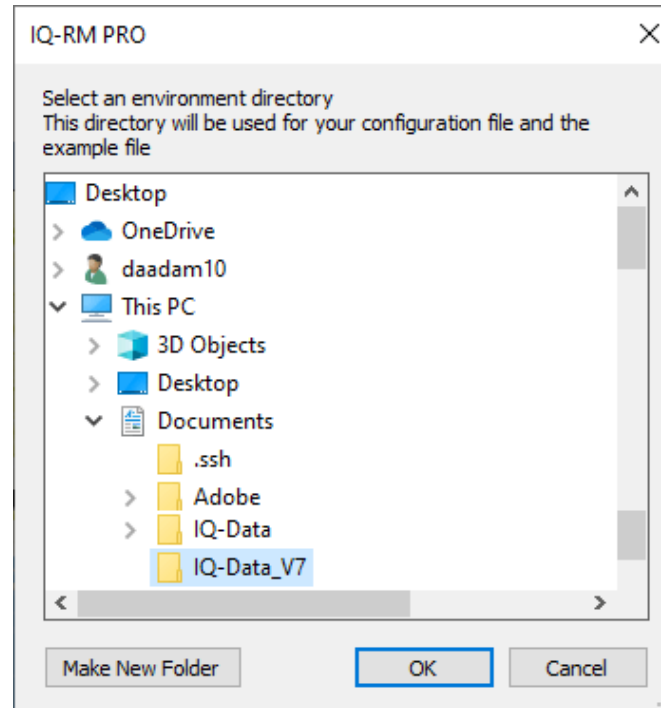 IQ-RM PRO
Select an environment directory
This directory will be used for your configuration file and the
example file
Desktop
OneDrive
daadam10
This PC
3D Objects
Desktop
Documents
.ssh
Adobe
IQ-Data
IQ-Data_V7
Make New Folder
OK
Cancel